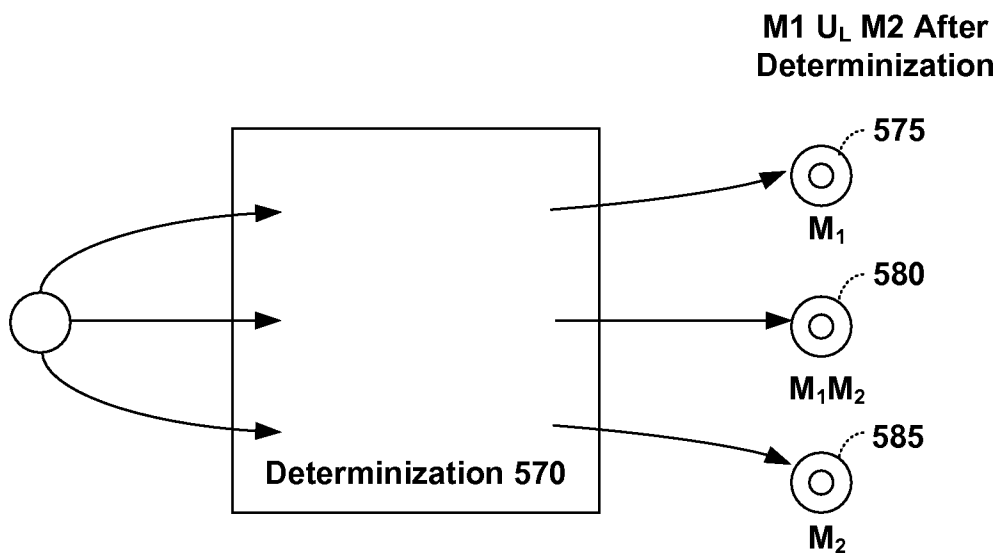 M1 U_L M2 After
Determinization
575
M₁
580
M₁M₂
585
Determinization 570
M₂